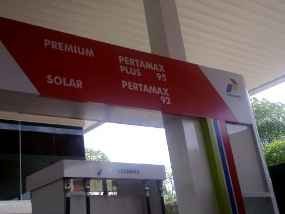 PREMIUM
PERTAMAX
PLUS 95
SOLAR
PERTAMAX
92